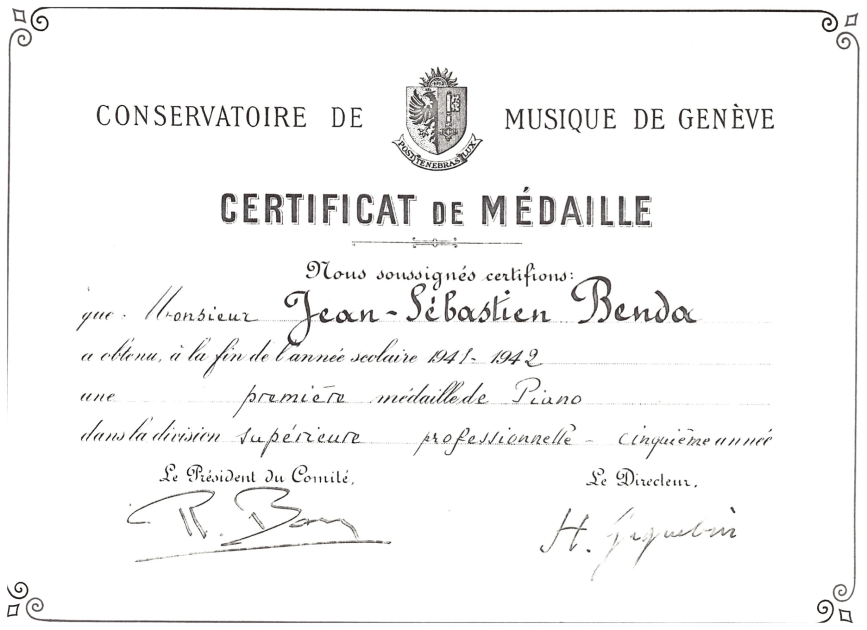 CONSERVATOIRE DE MUSIQUE DE GENÈVE
POST TENEBRAS LUX
CERTIFICAT DE MÉDAILLE
Nous soussignés certifions:
que Monsieur Jean-Sébastien Benda
a obtenu, à la fin de l'année scolaire 1941-1942
une première médaille de Piano
dans la division supérieure professionnelle - cinquième année
Le Président du Comité, Le Directeur,
R. H.